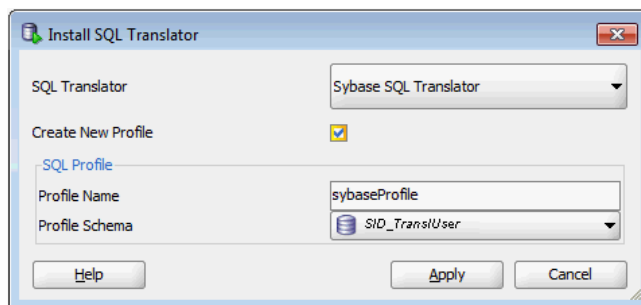 Install SQL Translator
SQL Translator
Sybase SQL Translator
Create New Profile
SQL Profile
Profile Name
sybaseProfile
Profile Schema
SID_TranslUser
Help
Apply
Cancel